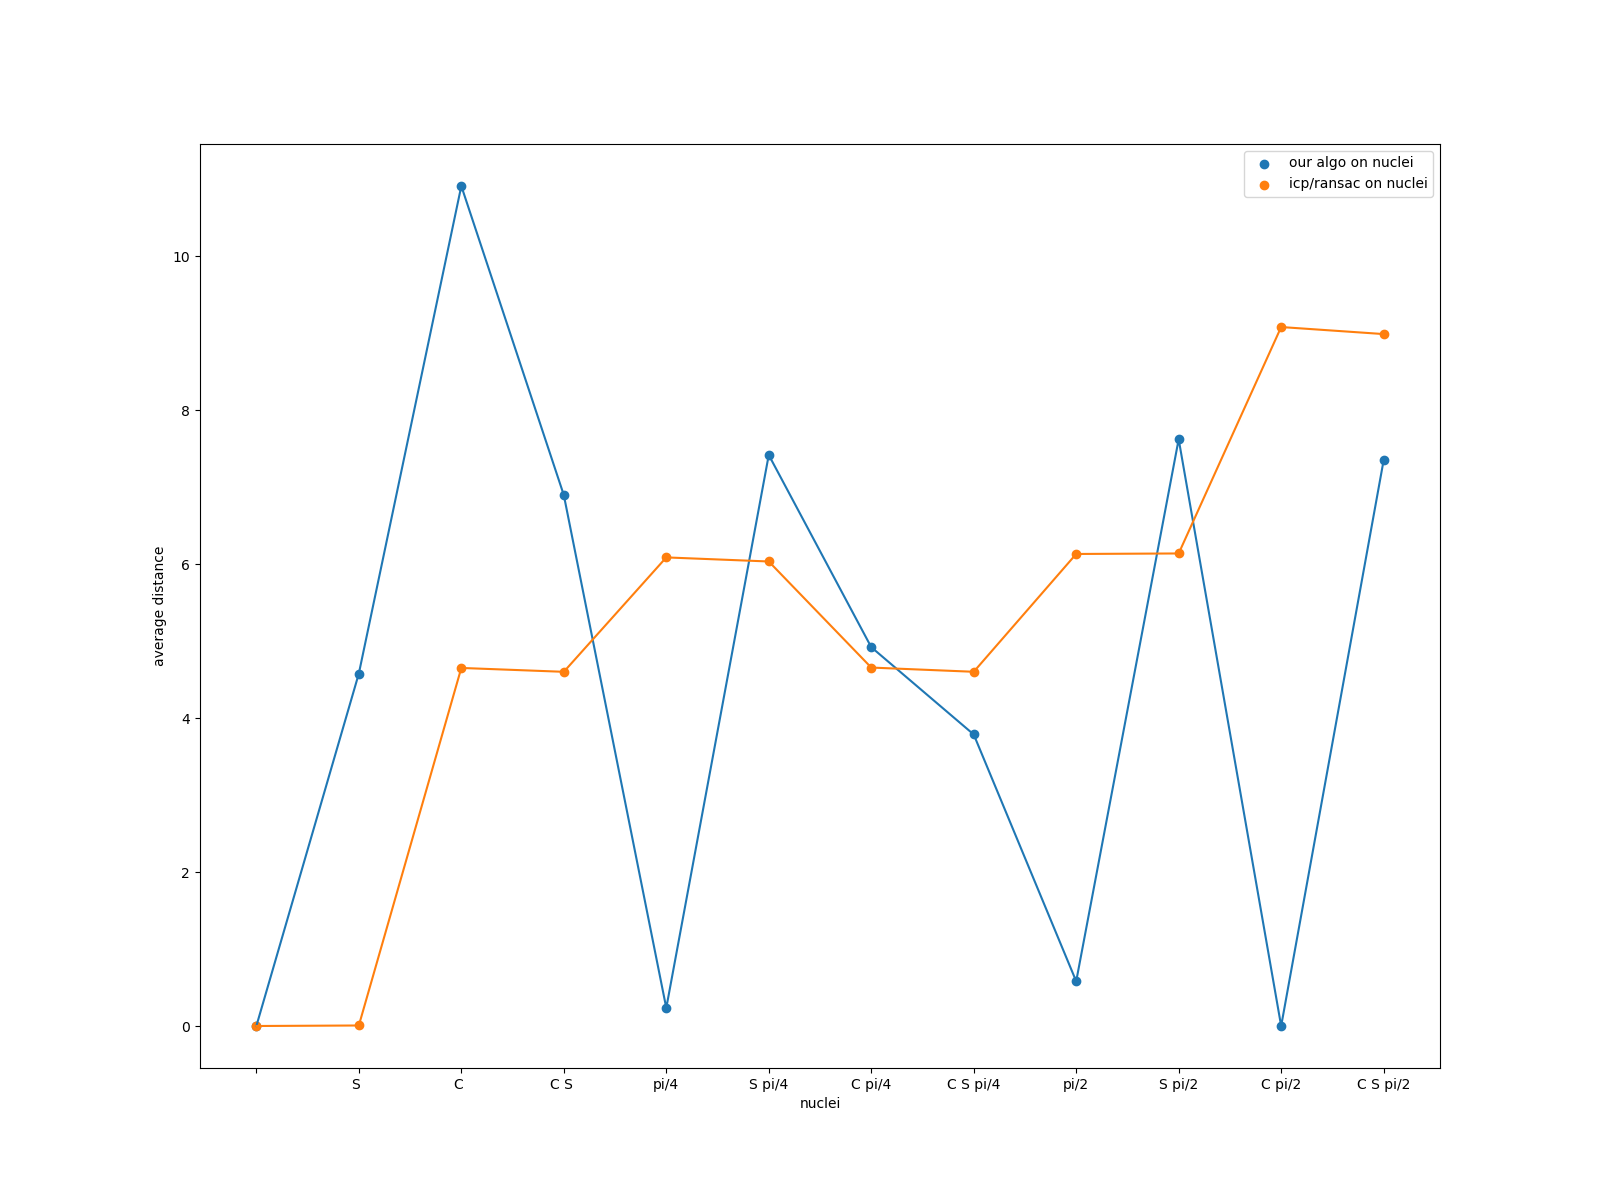 our algo on nuclei
icp/ransac on nuclei
10
8
6
4
2
0
average distance
S C C S pi/4 S pi/4 C pi/4 C S pi/4 pi/2 S pi/2 C pi/2 C S pi/2
nuclei